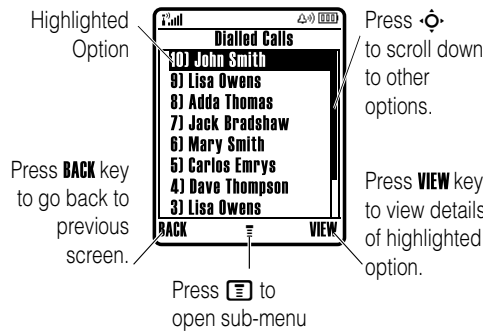 Highlighted
Option
Dialled Calls
10) John Smith
9) Lisa Owens
8) Adda Thomas
7) Jack Bradshaw
6) Mary Smith
5) Carlos Emrys
4) Dave Thompson
3) Lisa Owens
BACK VIEW
Press
to scroll down
to other
options.
Press BACK key
to go back to
previous
screen.
Press VIEW key
to view details
of highlighted
option.
Press to
open sub-menu